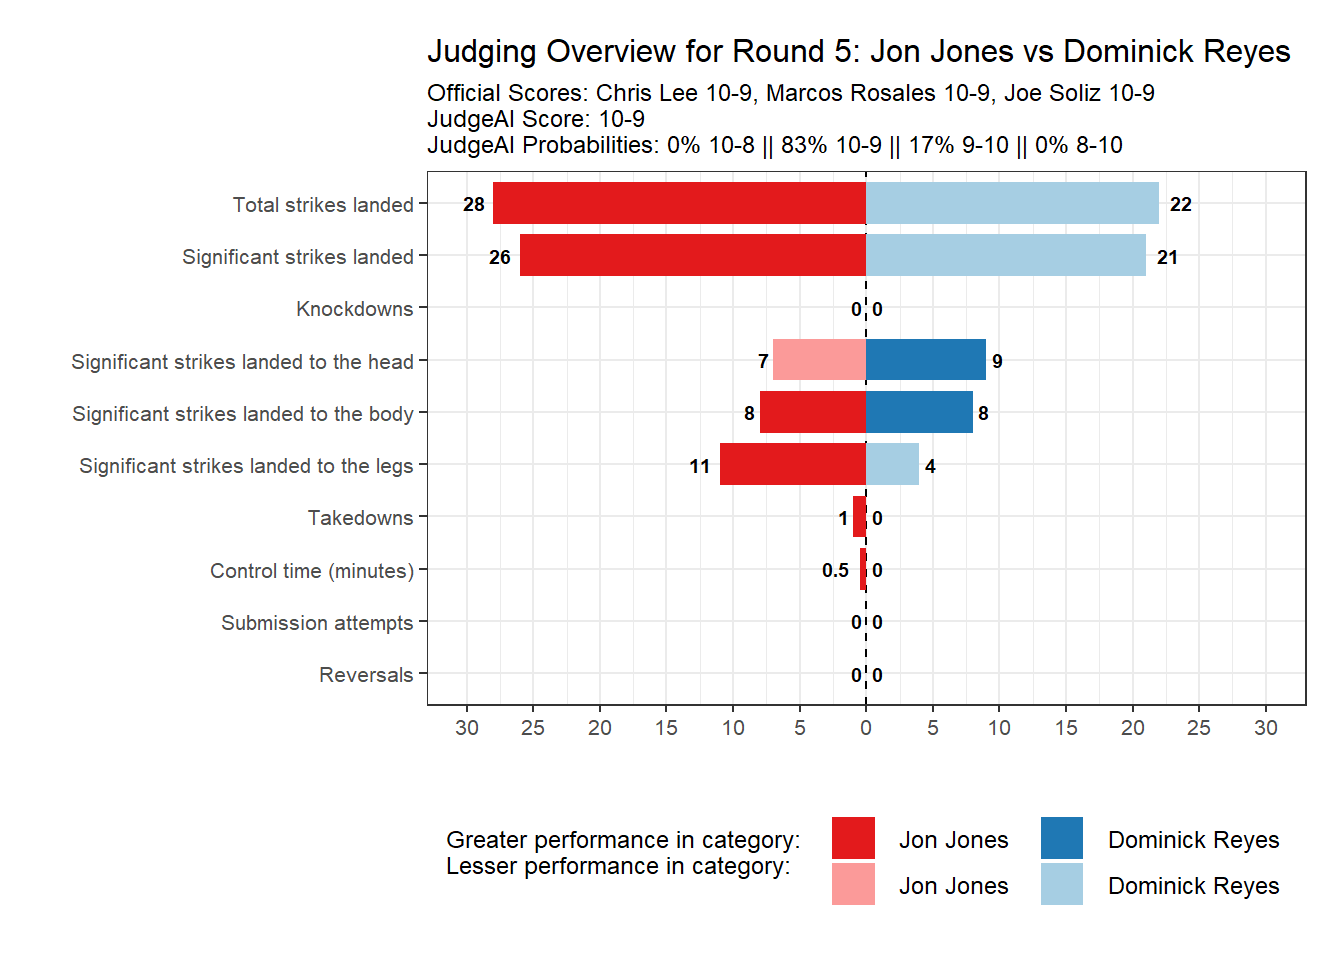 Judging Overview for Round 5: Jon Jones vs Dominick Reyes
Official Scores: Chris Lee 10-9, Marcos Rosales 10-9, Joe Soliz 10-9
JudgeAI Score: 10-9
JudgeAI Probabilities: 0% 10-8 || 83% 10-9 || 17% 9-10 || 0% 8-10
Total strikes landed 28 22
Significant strikes landed 26 21
Knockdowns 0 0
Significant strikes landed to the head 7 9
Significant strikes landed to the body 8 8
Significant strikes landed to the legs 11 4
Takedowns 1 0
Control time (minutes) 0.5 0
Submission attempts 0 0
Reversals 0 0
30 25 20 15 10 5 0 5 10 15 20 25 30
Greater performance in category: Jon Jones Dominick Reyes
Lesser performance in category: Jon Jones Dominick Reyes